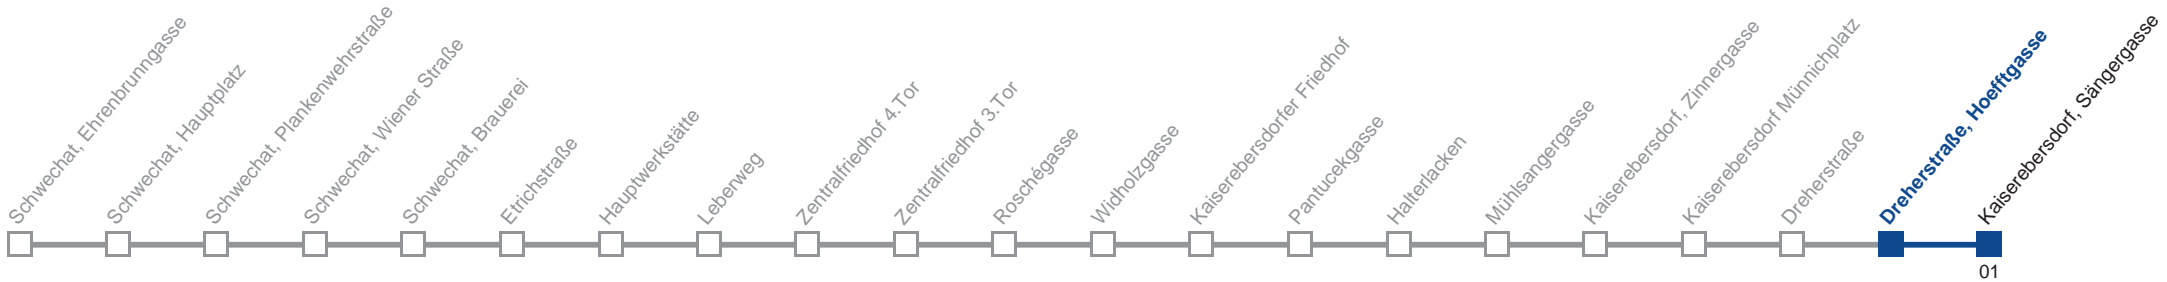 Schwechat, Ehrenbrunngasse
Schwechat, Hauptplatz
Schwechat, Plankenwehrstraße
Schwechat, Wiener Straße
Schwechat, Brauerei
Etrichstraße
Hauptwerkstätte
Leberweg
Zentralfriedhof 4.Tor
Zentralfriedhof 3.Tor
Roschégasse
Widholzgasse
Kaiserebersdorfer Friedhof
Pantucekgasse
Halterlacken
Mühlsangergasse
Kaiserebersdorf, Zinnergasse
Kaiserebersdorf Münnichplatz
Dreherstraße
Dreherstraße, Hoefftgasse
Kaiserebersdorf, Sängergasse
01